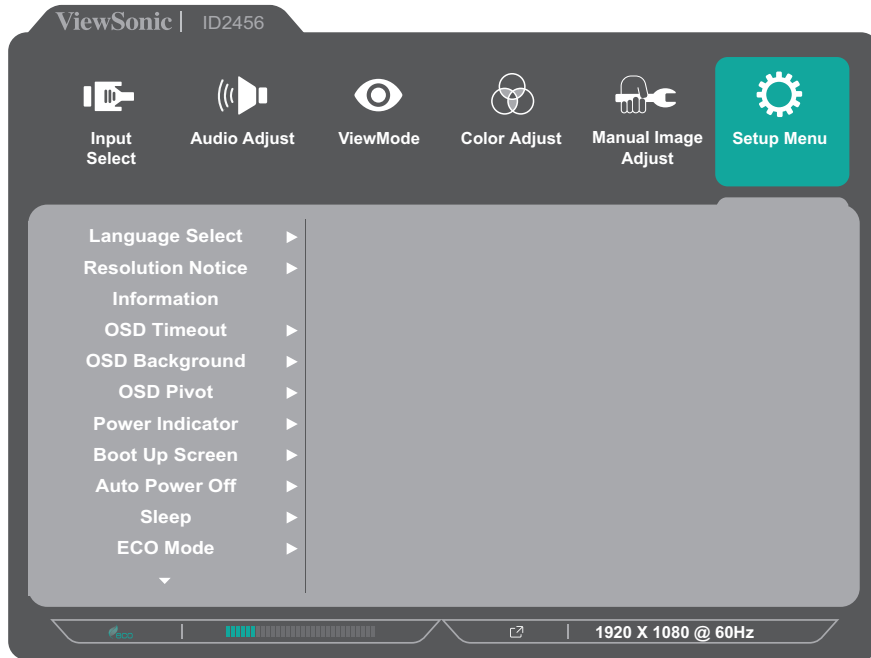 ViewSonic | ID2456
Input Select
Audio Adjust
ViewMode
Color Adjust
Manual Image Adjust
Setup Menu
Language Select
Resolution Notice
Information
OSD Timeout
OSD Background
OSD Pivot
Power Indicator
Boot Up Screen
Auto Power Off
Sleep
ECO Mode
eco
1920 X 1080 @ 60Hz